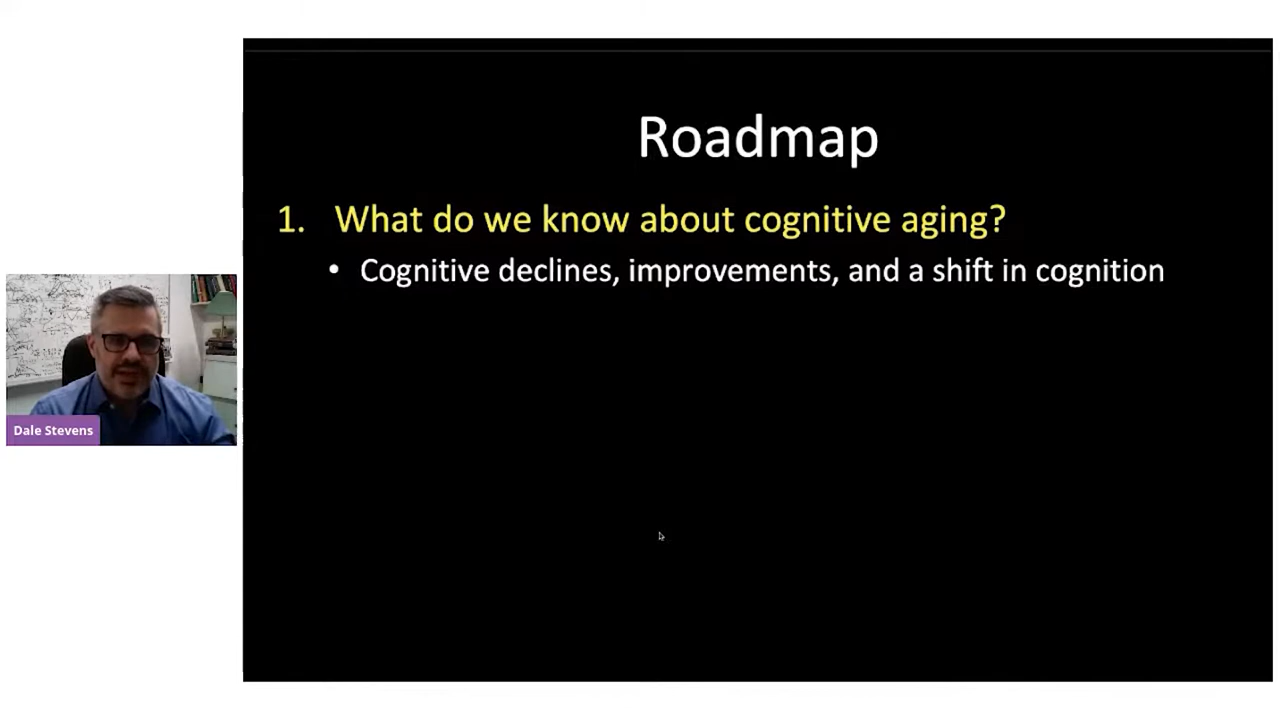 Roadmap
1. What do we know about cognitive aging?
• Cognitive declines, improvements, and a shift in cognition
Dale Stevens